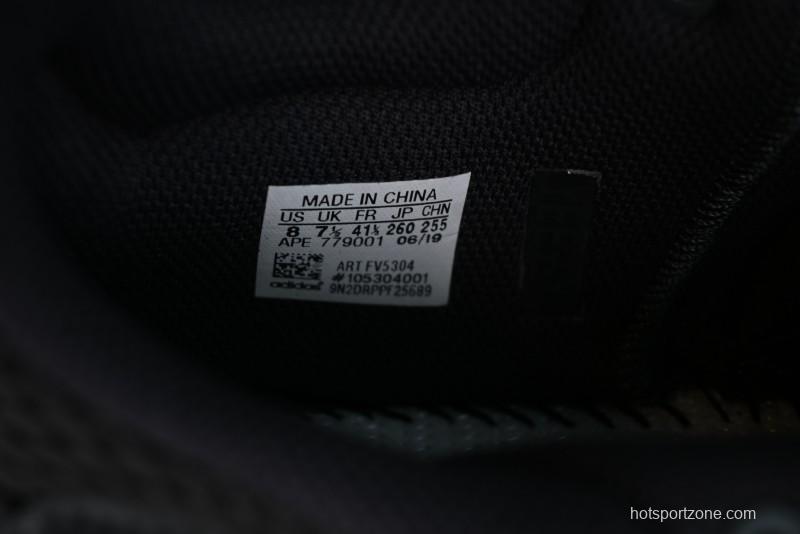 MADE IN CHINA
US UK FR JP CHN
8 7½ 41⅓ 260 255
APE 779001 06/19
ART FV5304
#105304001
adidas 9N2DRPPF25689
hotsportzone.com